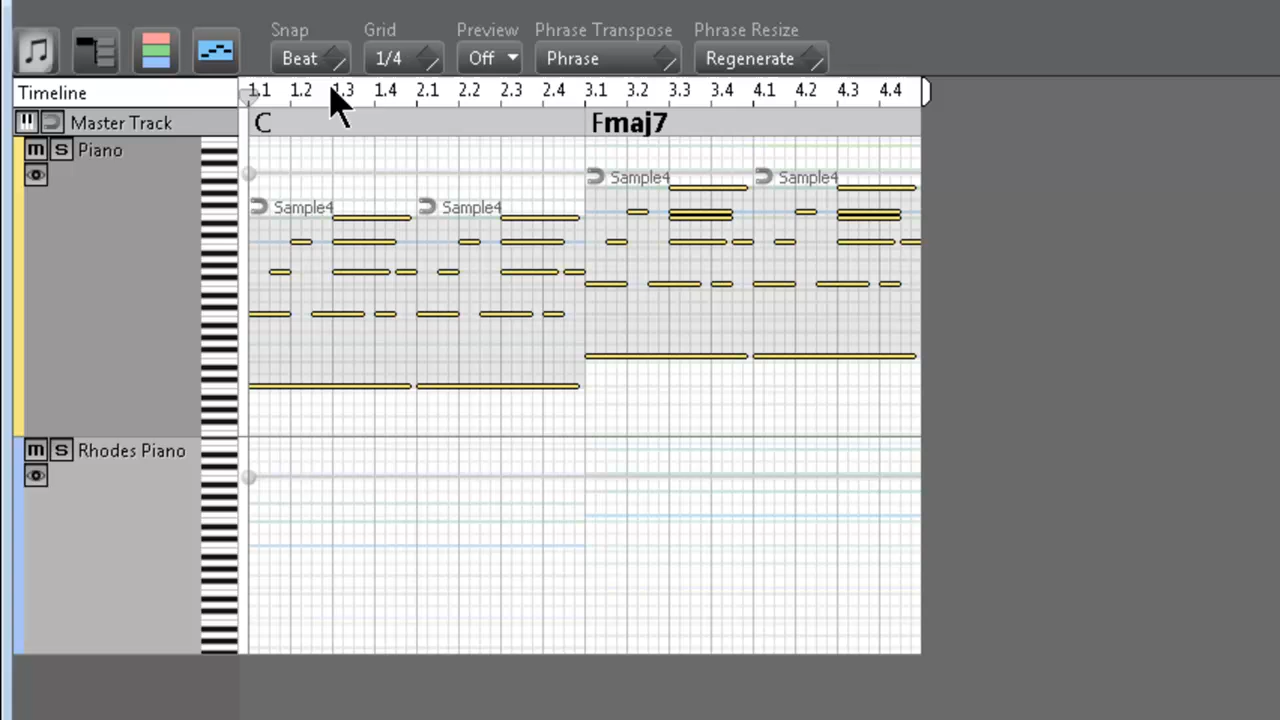 Snap Grid Preview Phrase Transpose Phrase Resize
Beat 1/4 Off Phrase Regenerate
Timeline 1.1 1.2 1.3 1.4 2.1 2.2 2.3 2.4 3.1 3.2 3.3 3.4 4.1 4.2 4.3 4.4
Master Track C Fmaj7
m S Piano
Sample4 Sample4
Sample4 Sample4
m S Rhodes Piano